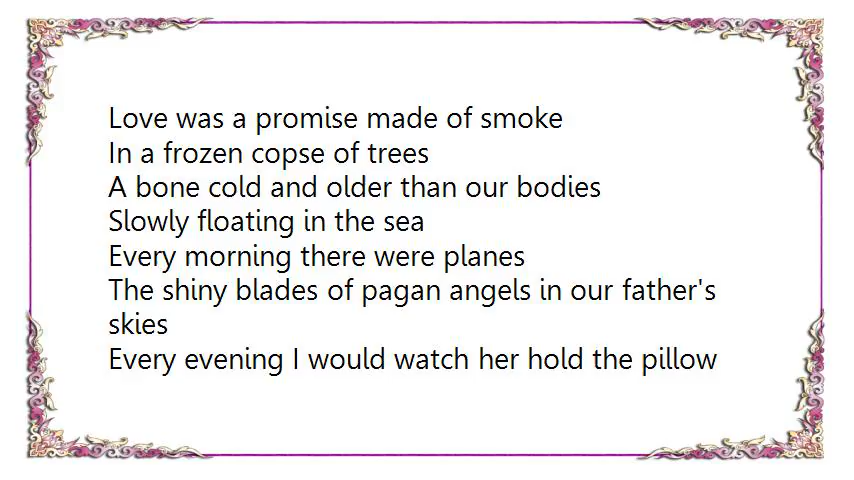 Love was a promise made of smoke
In a frozen copse of trees
A bone cold and older than our bodies
Slowly floating in the sea
Every morning there were planes
The shiny blades of pagan angels in our father's
skies
Every evening I would watch her hold the pillow